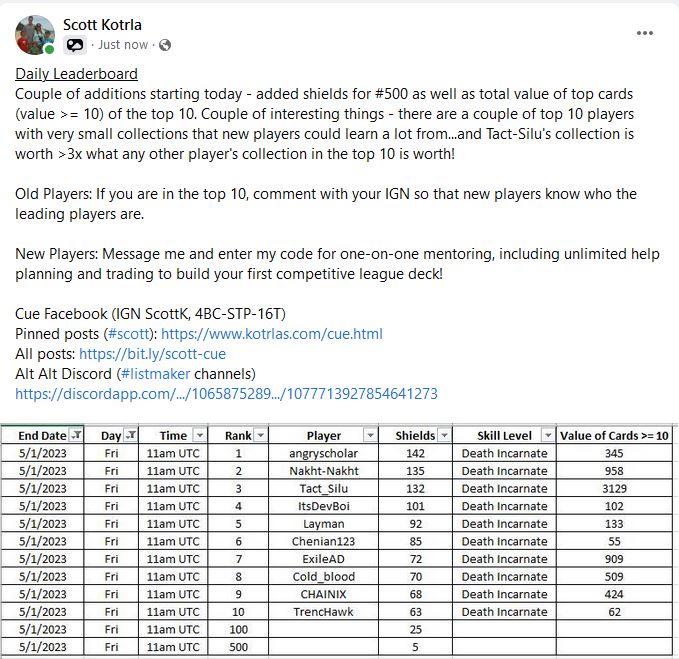 Scott Kotrla
· Just now ·
Daily Leaderboard
Couple of additions starting today - added shields for #500 as well as total value of top cards
(value >= 10) of the top 10. Couple of interesting things - there are a couple of top 10 players
with very small collections that new players could learn a lot from...and Tact-Silu's collection is
worth >3x what any other player's collection in the top 10 is worth!
Old Players: If you are in the top 10, comment with your IGN so that new players know who the
leading players are.
New Players: Message me and enter my code for one-on-one mentoring, including unlimited help
planning and trading to build your first competitive league deck!
Cue Facebook (IGN ScottK, 4BC-STP-16T)
Pinned posts (#scott): https://www.kotrlas.com/cue.html
All posts: https://bit.ly/scott-cue
Alt Alt Discord (#listmaker channels)
https://discordapp.com/.../1065875289.../1077713927854641273
End Date Day Time Rank Player Shields Skill Level Value of Cards >= 10
5/1/2023 Fri 11am UTC 1 angryscholar 142 Death Incarnate 345
5/1/2023 Fri 11am UTC 2 Nakht-Nakht 135 Death Incarnate 958
5/1/2023 Fri 11am UTC 3 Tact_Silu 132 Death Incarnate 3129
5/1/2023 Fri 11am UTC 4 ItsDevBoi 101 Death Incarnate 102
5/1/2023 Fri 11am UTC 5 Layman 92 Death Incarnate 133
5/1/2023 Fri 11am UTC 6 Chenian123 85 Death Incarnate 55
5/1/2023 Fri 11am UTC 7 ExileAD 72 Death Incarnate 909
5/1/2023 Fri 11am UTC 8 Cold_blood 70 Death Incarnate 509
5/1/2023 Fri 11am UTC 9 CHAINIX 68 Death Incarnate 424
5/1/2023 Fri 11am UTC 10 TrencHawk 63 Death Incarnate 62
5/1/2023 Fri 11am UTC 100 25
5/1/2023 Fri 11am UTC 500 5